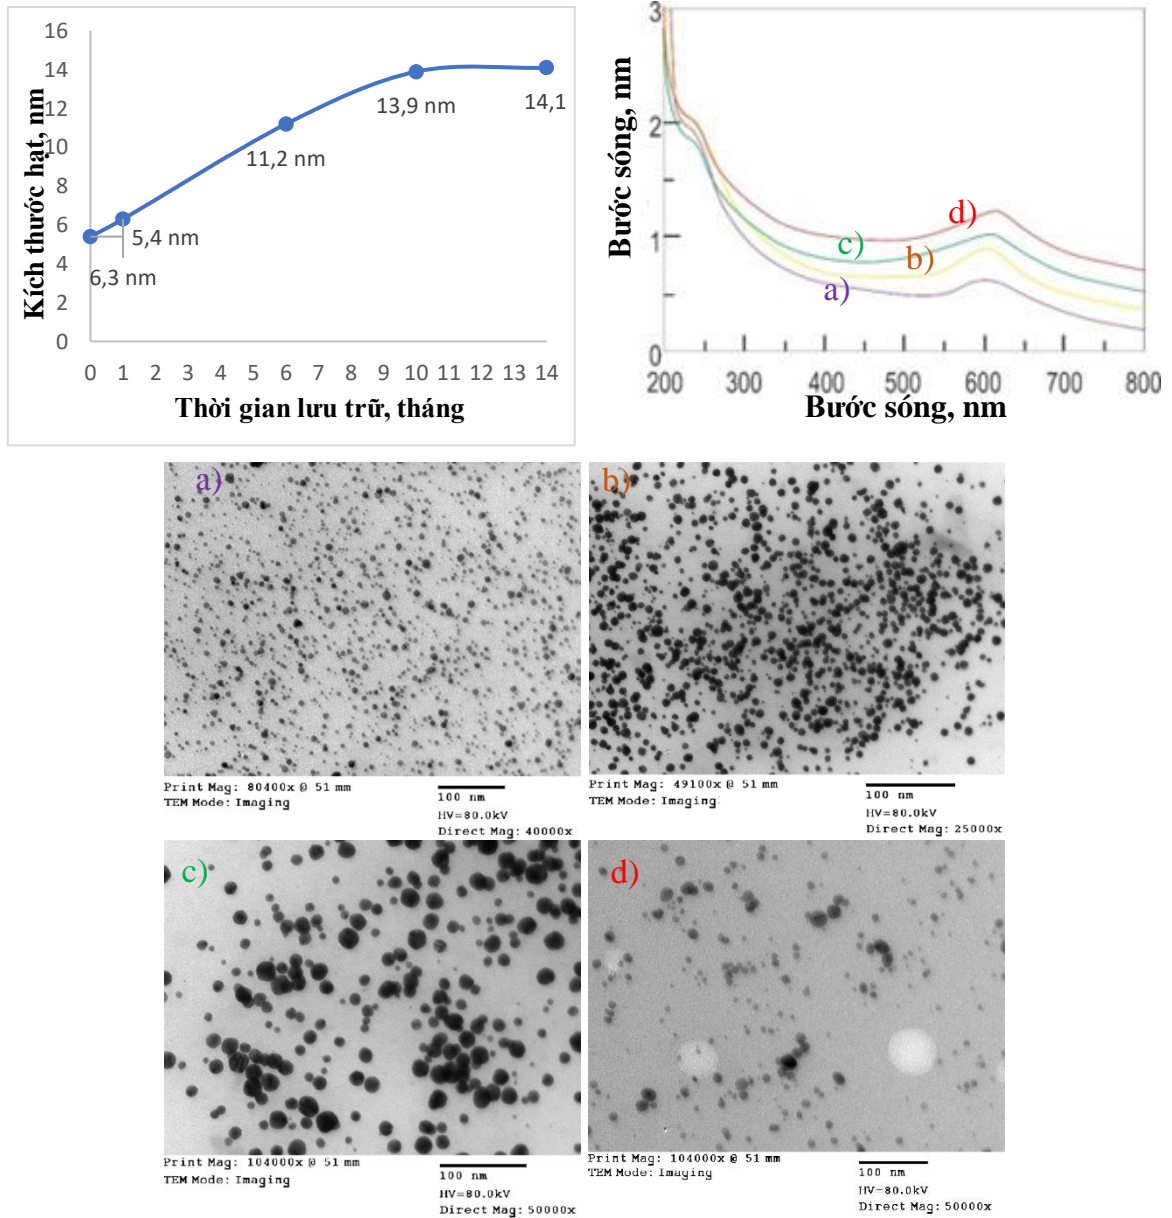 16
14
12
10
8
6
4
2
0
Kích thước hạt, nm
13,9 nm
14,1
11,2 nm
5,4 nm
6,3 nm
0 1 2 3 4 5 6 7 8 9 10 11 12 13 14
Thời gian lưu trữ, tháng
3
2
1
0
Bước sóng, nm
d)
c)
b)
a)
200 300 400 500 600 700 800
Bước sóng, nm
a)
Print Mag: 80400x @ 51 mm
TEM Mode: Imaging
100 nm
HV=80.0kV
Direct Mag: 40000x
b)
Print Mag: 49100x @ 51 mm
TEM Mode: Imaging
100 nm
HV=80.0kV
Direct Mag: 25000x
c)
Print Mag: 104000x @ 51 mm
TEM Mode: Imaging
100 nm
HV=80.0kV
Direct Mag: 50000x
d)
Print Mag: 104000x @ 51 mm
TEM Mode: Imaging
100 nm
HV=80.0kV
Direct Mag: 50000x